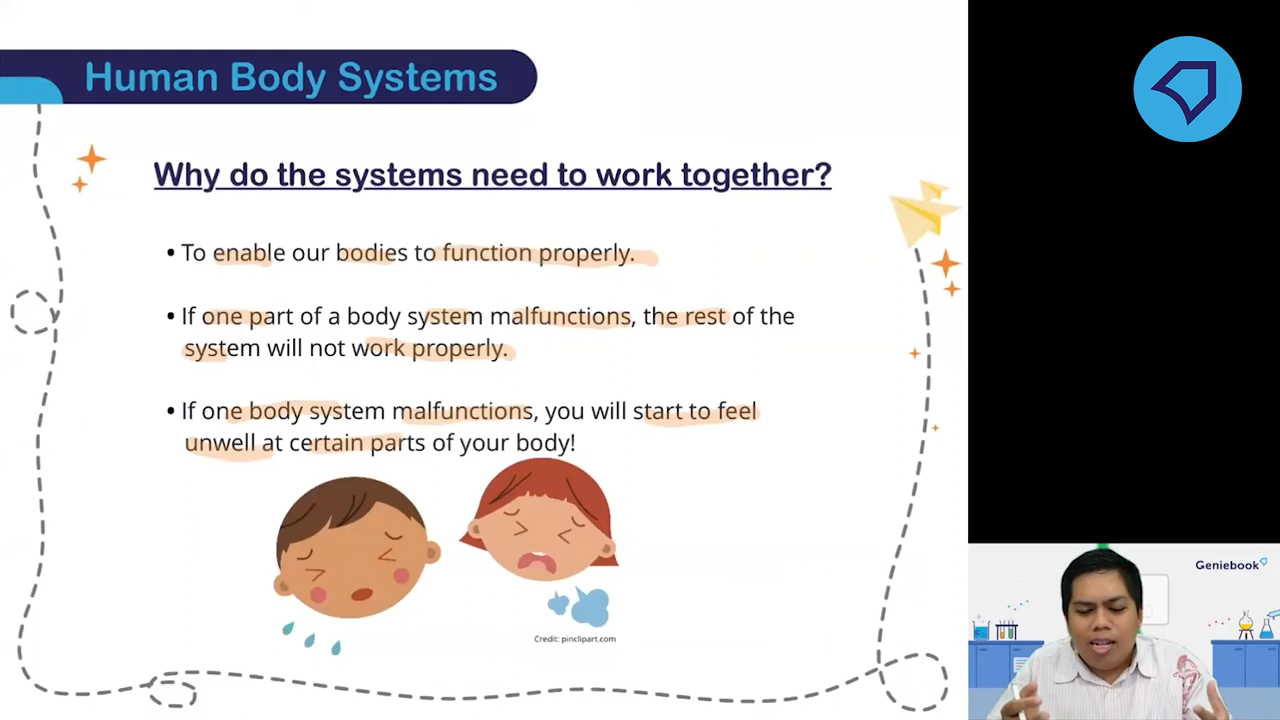 Human Body Systems
Why do the systems need to work together?
• To enable our bodies to function properly.
• If one part of a body system malfunctions, the rest of the
system will not work properly.
• If one body system malfunctions, you will start to feel
unwell at certain parts of your body!
Credit: pinclipart.com
Geniebook